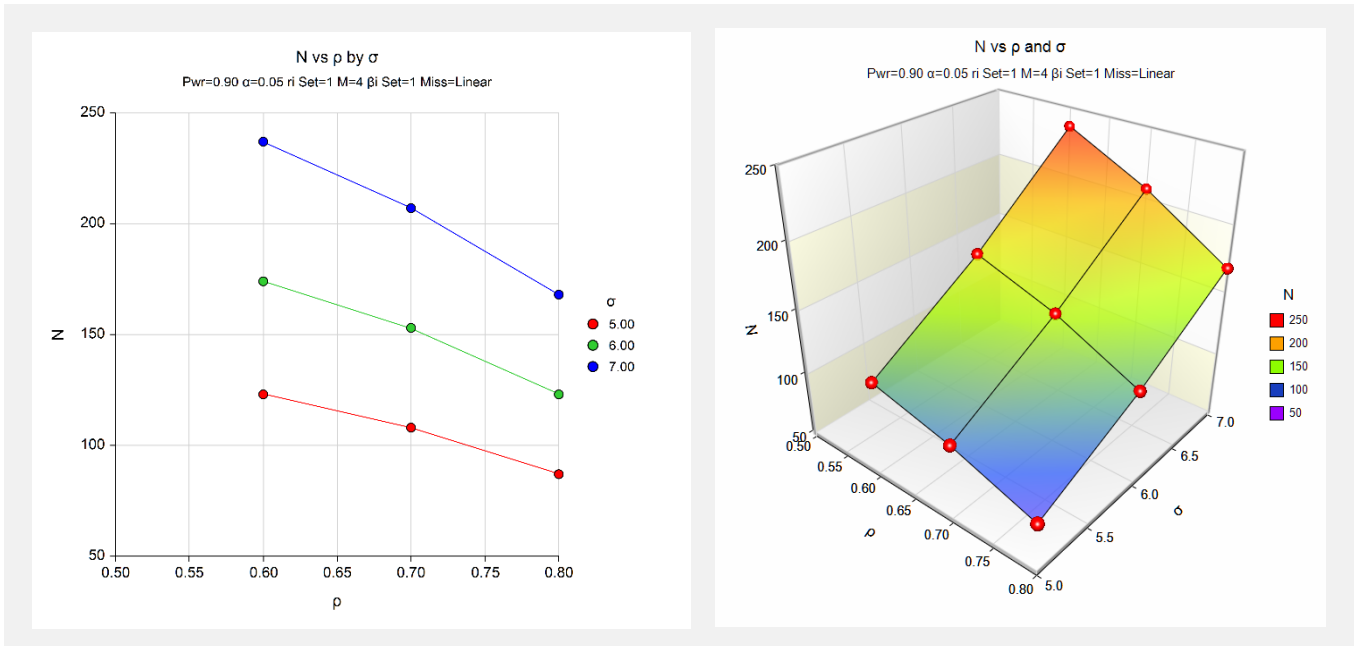 N vs ρ by σ
Pwr=0.90 α=0.05 ri Set=1 M=4 βi Set=1 Miss=Linear
250
200
150
100
50
N
0.50 0.55 0.60 0.65 0.70 0.75 0.80
ρ
σ
5.00
6.00
7.00
N vs ρ and σ
Pwr=0.90 α=0.05 ri Set=1 M=4 βi Set=1 Miss=Linear
250
200
150
100
50
N
0.50
0.55
0.60
0.65
0.70
0.75
0.80
ρ
5.0
5.5
6.0
6.5
7.0
σ
N
250
200
150
100
50